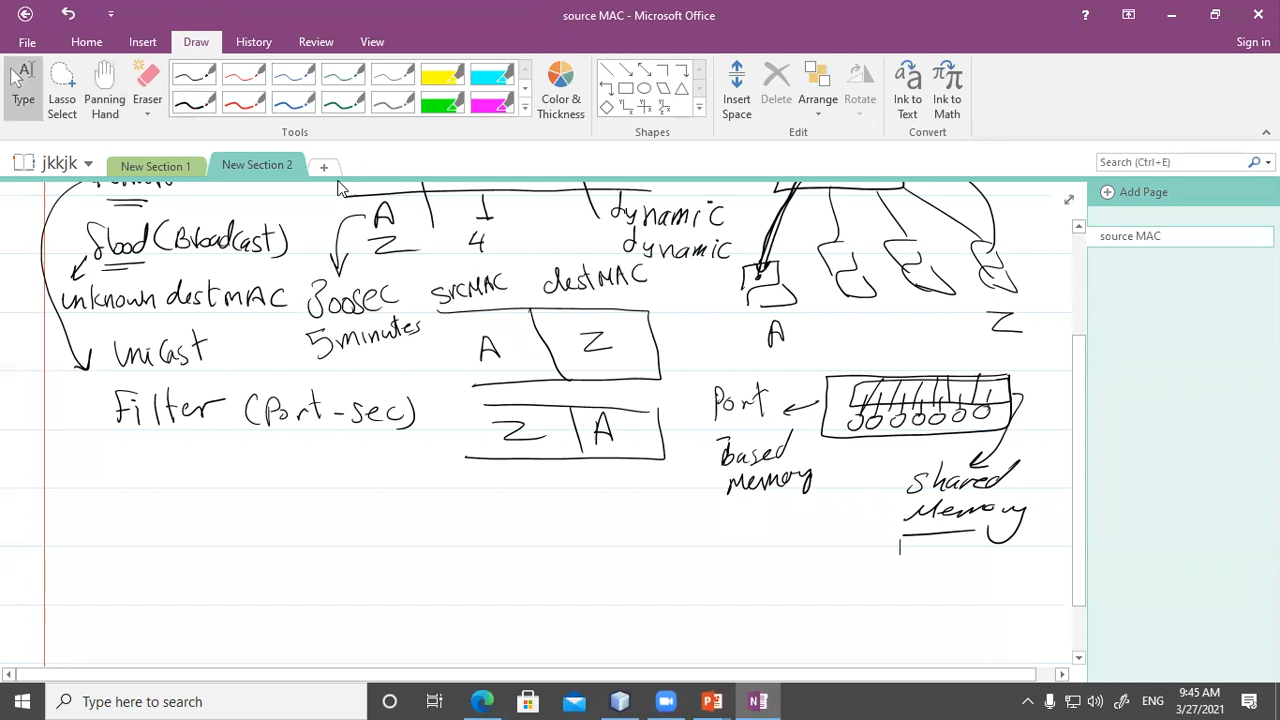 source MAC - Microsoft Office
Sign in
File
Home
Insert
Draw
History
Review
View
Type
Lasso Select
Panning Hand
Eraser
Color & Thickness
Insert Space
Delete
Arrange
Rotate
Ink to Text
Ink to Math
Tools
Shapes
Edit
Convert
jkkjk
New Section 1
New Section 2
Search (Ctrl+E)
Add Page
source MAC
A 1 dynamic
Z 4 dynamic
flood (Broadcast)
unknown destMAC
Unicast
Filter (Port-sec)
300sec
5 minutes
srcMAC destMAC
A Z
Z A
A
Z
Port
based
Memory
Shared
Memory
Type here to search
ENG
9:45 AM
3/27/2021